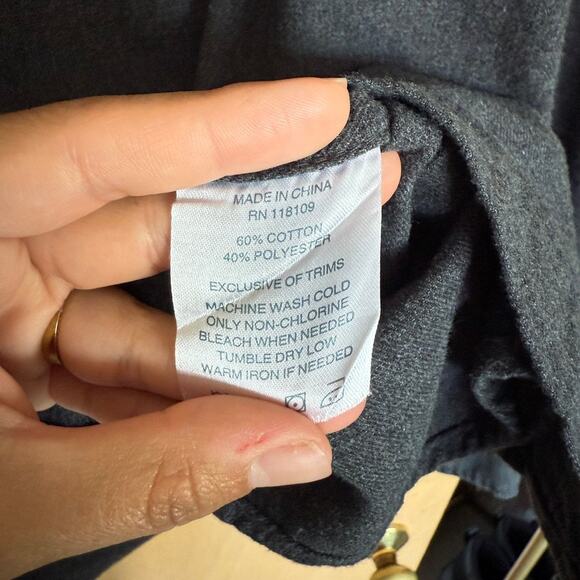 MADE IN CHINA
RN 118109
60% COTTON
40% POLYESTER
EXCLUSIVE OF TRIMS
MACHINE WASH COLD
ONLY NON-CHLORINE
BLEACH WHEN NEEDED
TUMBLE DRY LOW
WARM IRON IF NEEDED